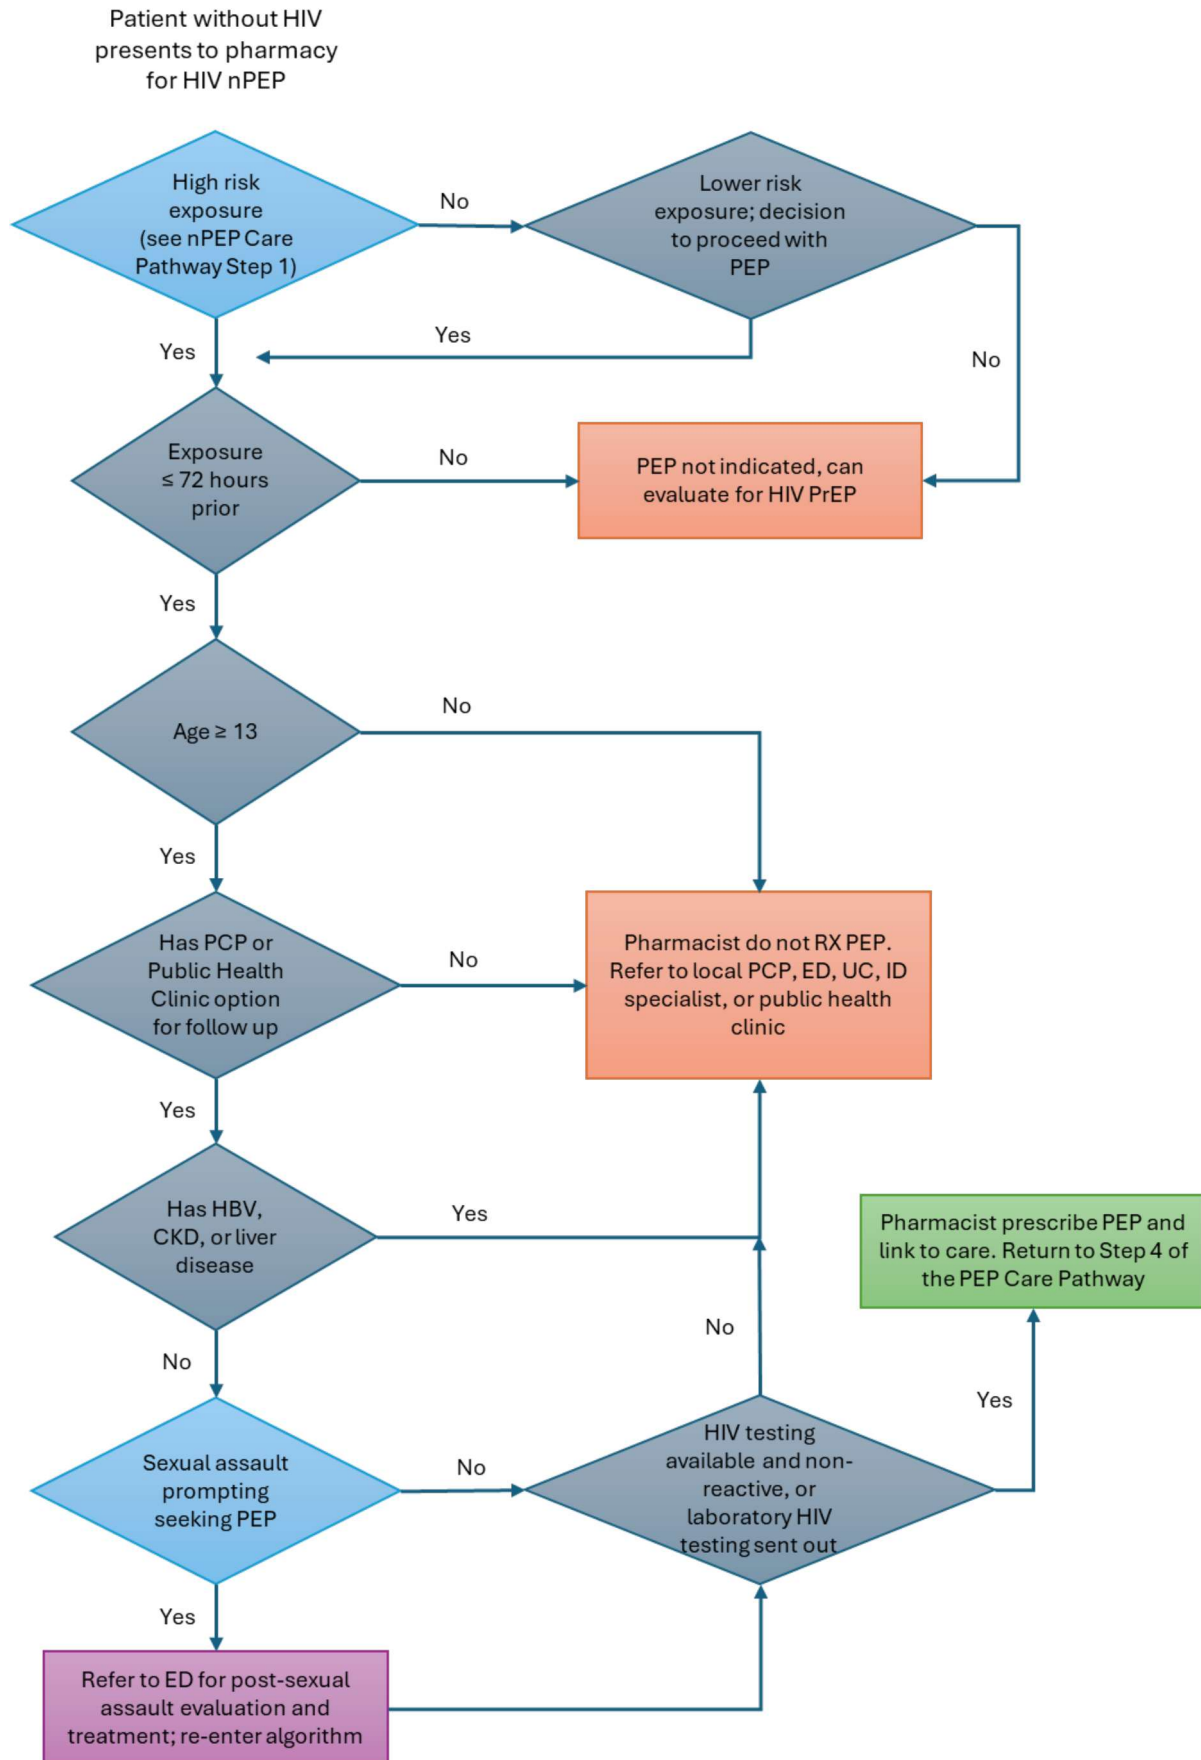 Patient without HIV
presents to pharmacy
for HIV nPEP
High risk
exposure
(see nPEP Care
Pathway Step 1)
No
Lower risk
exposure; decision
to proceed with
PEP
Yes
Yes
No
Exposure
≤ 72 hours
prior
No
PEP not indicated, can
evaluate for HIV PrEP
Yes
Age ≥ 13
No
Yes
Has PCP or
Public Health
Clinic option
for follow up
No
Pharmacist do not RX PEP.
Refer to local PCP, ED, UC, ID
specialist, or public health
clinic
Yes
Has HBV,
CKD, or liver
disease
Yes
Pharmacist prescribe PEP and
link to care. Return to Step 4 of
the PEP Care Pathway
No
No
Yes
Sexual assault
prompting
seeking PEP
No
HIV testing
available and non-
reactive, or
laboratory HIV
testing sent out
Yes
Refer to ED for post-sexual
assault evaluation and
treatment; re-enter algorithm